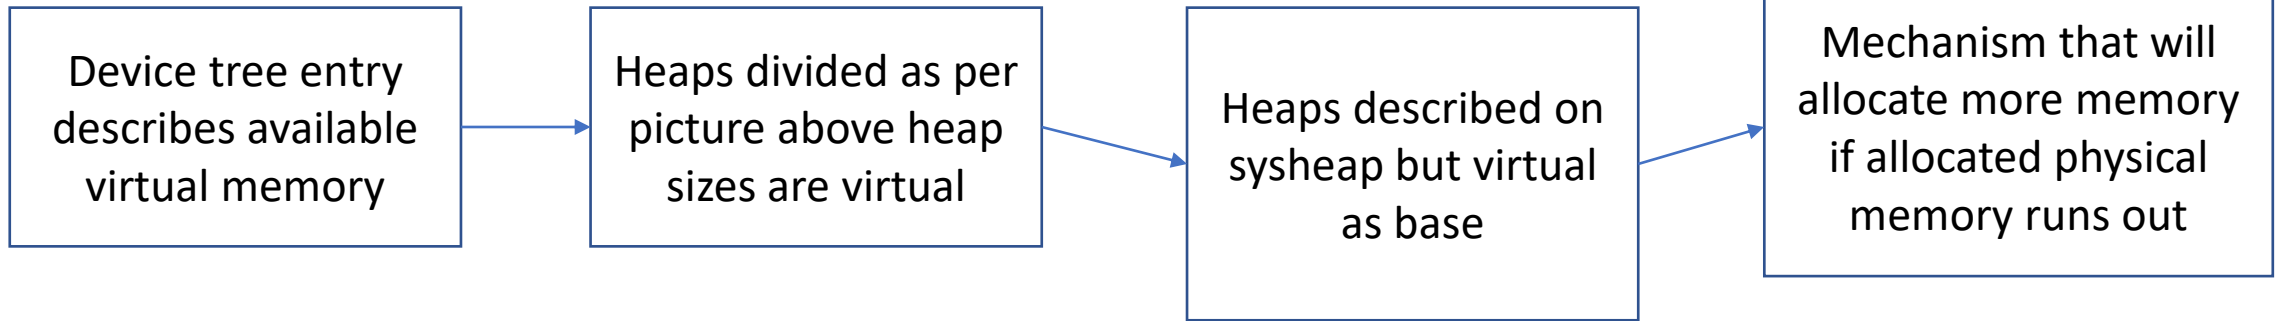 Device tree entry
describes available
virtual memory
Heaps divided as per
picture above heap
sizes are virtual
Heaps described on
sysheap but virtual
as base
Mechanism that will
allocate more memory
if allocated physical
memory runs out